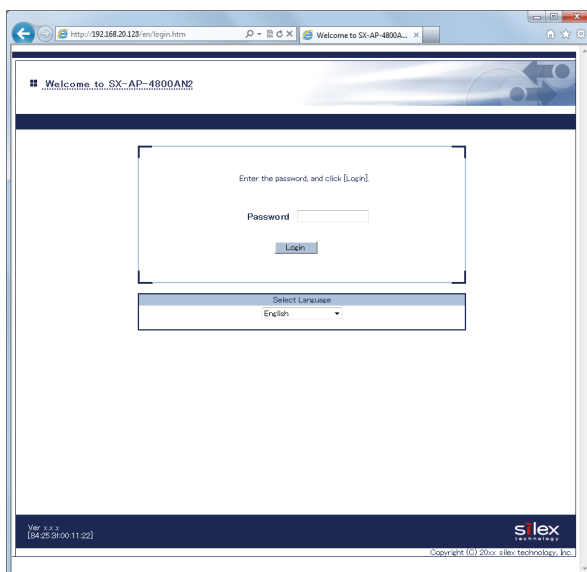 http://192.168.20.123/en/login.htm
Welcome to SX-AP-4800A...
Welcome to SX-AP-4800AN2
Enter the password, and click [Login].
Password
Login
Select Language
English
Ver x.x.x
[84:25:3f:00:11:22]
silex
technology
Copyright (C) 20xx silex technology, Inc.